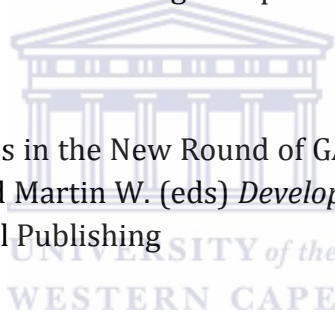 s in the New Round of GA
d Martin W. (eds) Develop
l Publishing
UNIVERSITY of the
WESTERN CAPE